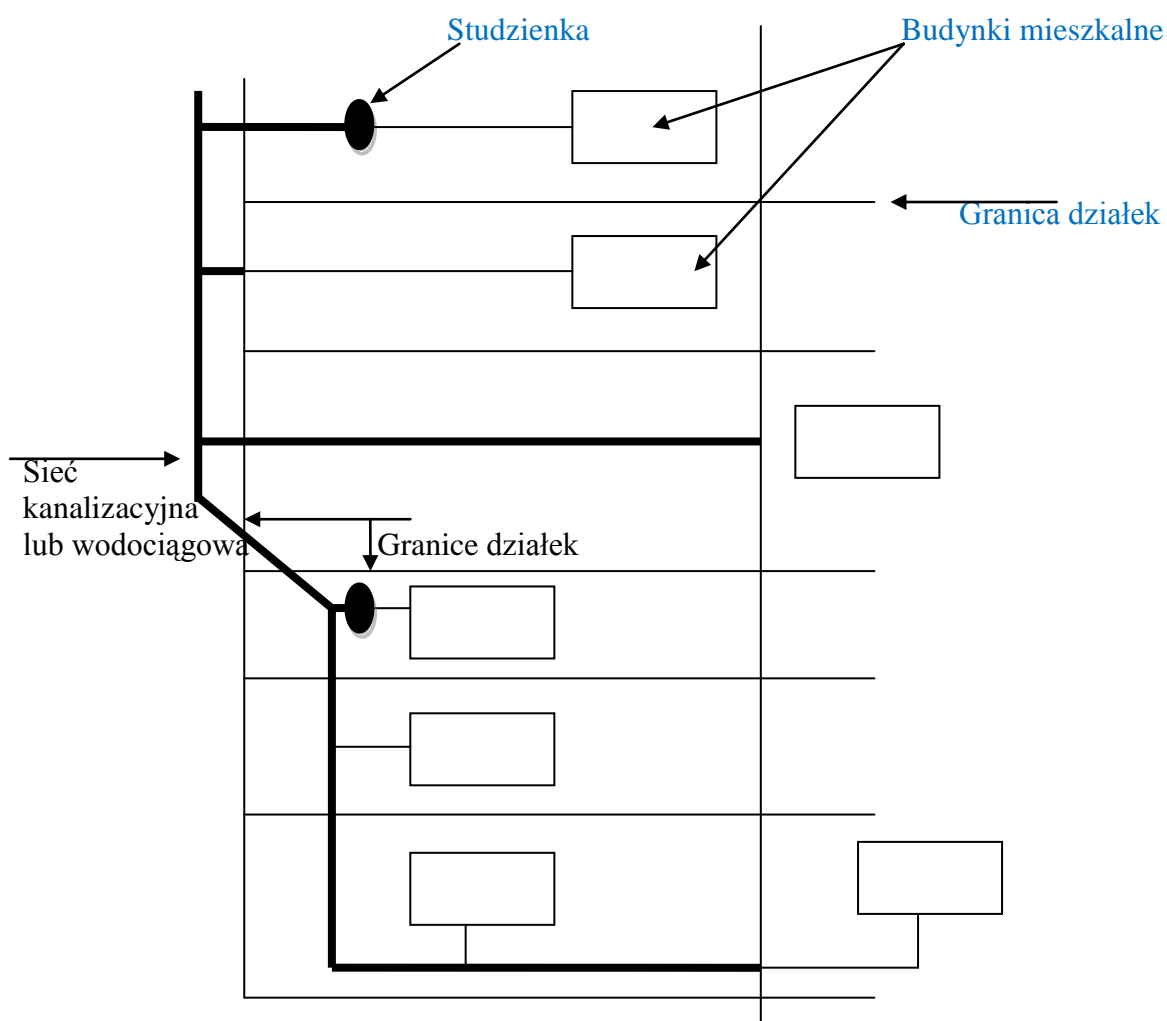 Studzienka
Budynki mieszkalne
Granica działek
Sieć
kanalizacyjna
lub wodociągowa
Granice działek